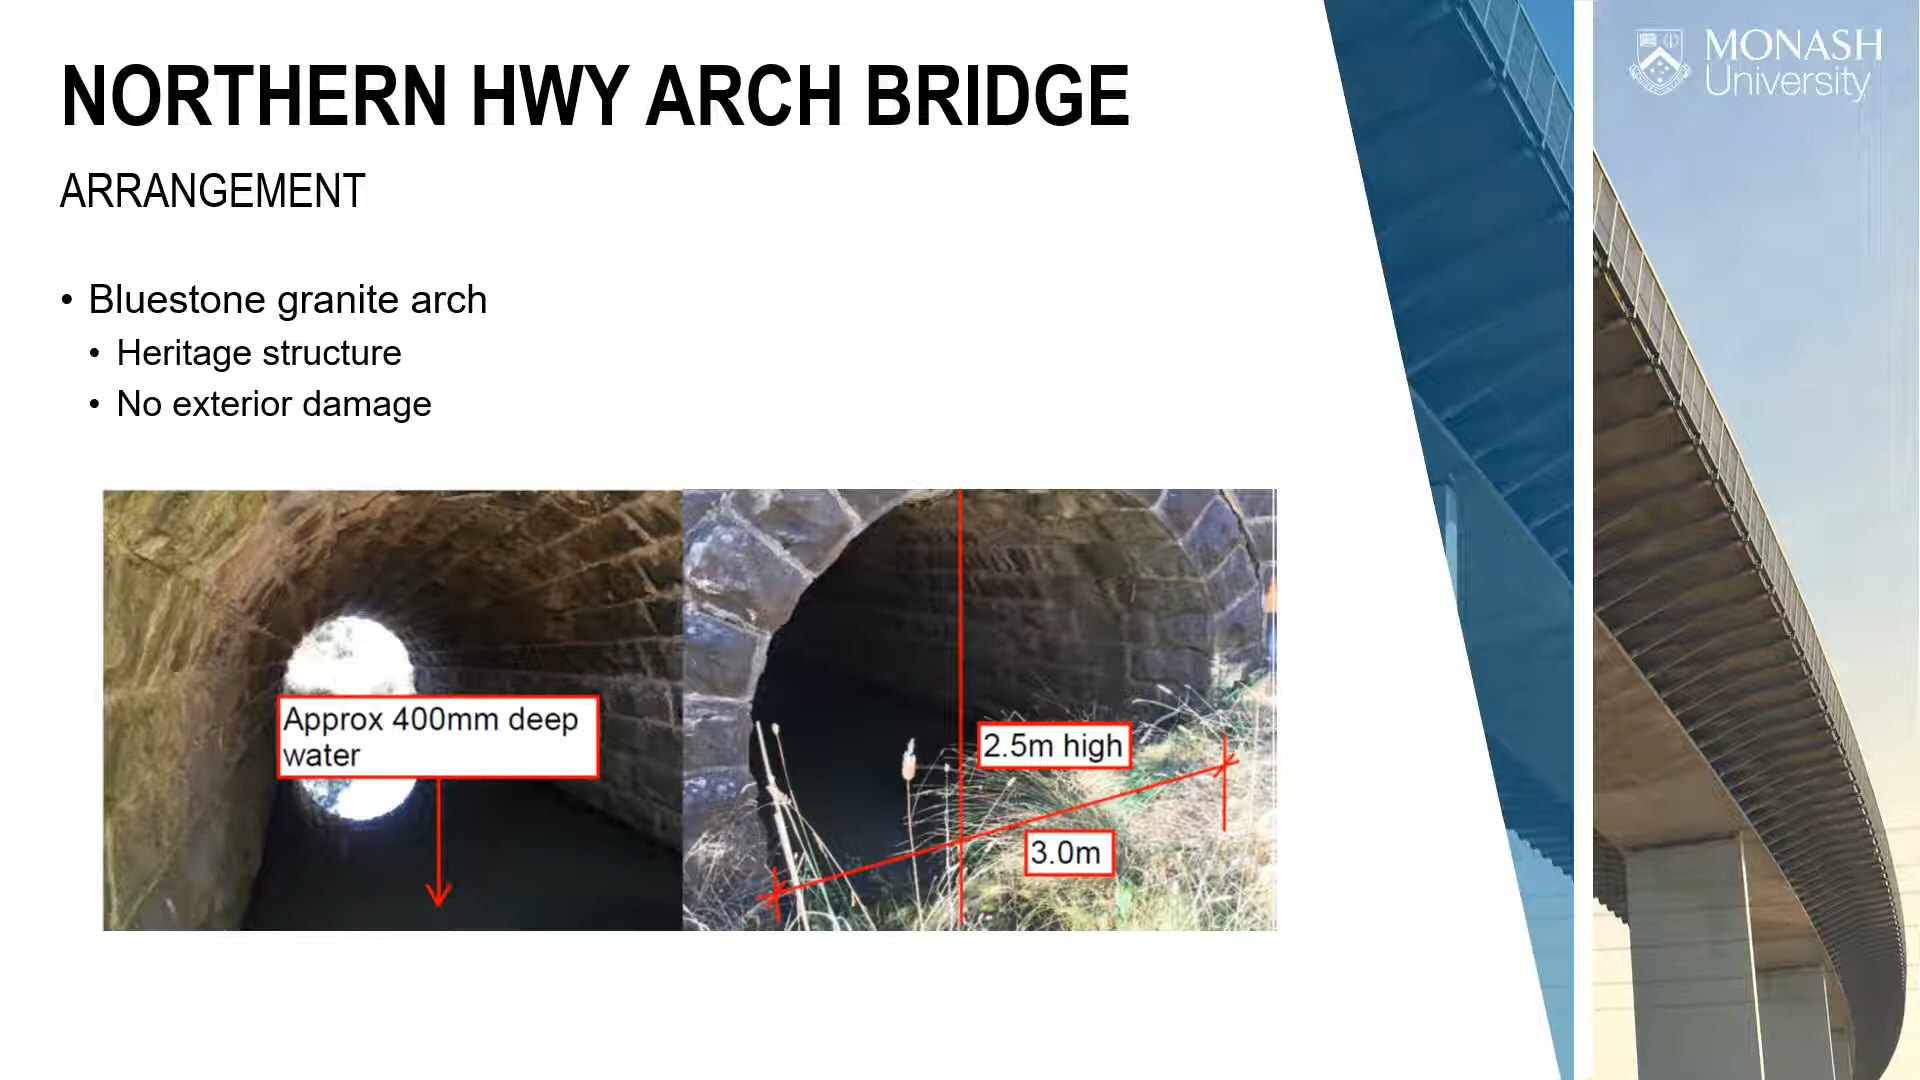 NORTHERN HWY ARCH BRIDGE
ARRANGEMENT
• Bluestone granite arch
• Heritage structure
• No exterior damage
Approx 400mm deep
water
2.5m high
3.0m
MONASH
University